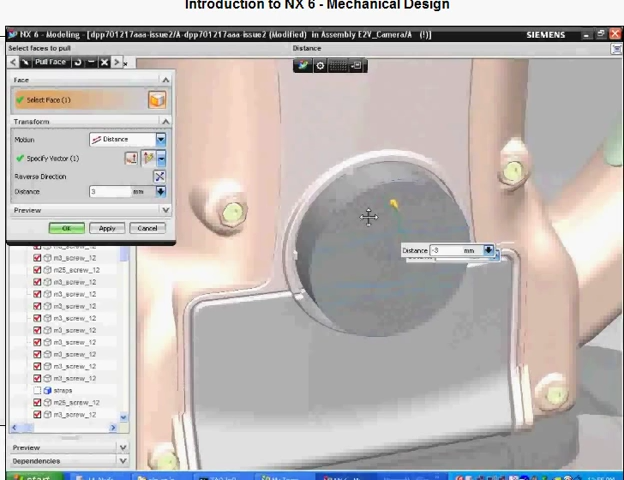 Introduction to NX 6 - Mechanical Design
NX 6 - Modeling - [dpp701217aaa-issue2/A-dpp701217aaa-issue2 (Modified) in Assembly E2V_Camera/A (!)]
SIEMENS
Select faces to pull
Distance
Pull Face
Face
Select Face (1)
Transform
Motion
Distance
Specify Vector (1)
Reverse Direction
Distance
3
mm
Preview
OK
Apply
Cancel
Distance
-3
mm
m3_screw_12
m3_screw_12
m25_screw_12
m3_screw_12
m3_screw_12
m3_screw_12
m3_screw_12
m3_screw_12
m3_screw_12
m3_screw_12
m3_screw_12
m3_screw_12
straps
m25_screw_12
m3_screw_12
Preview
Dependencies
start